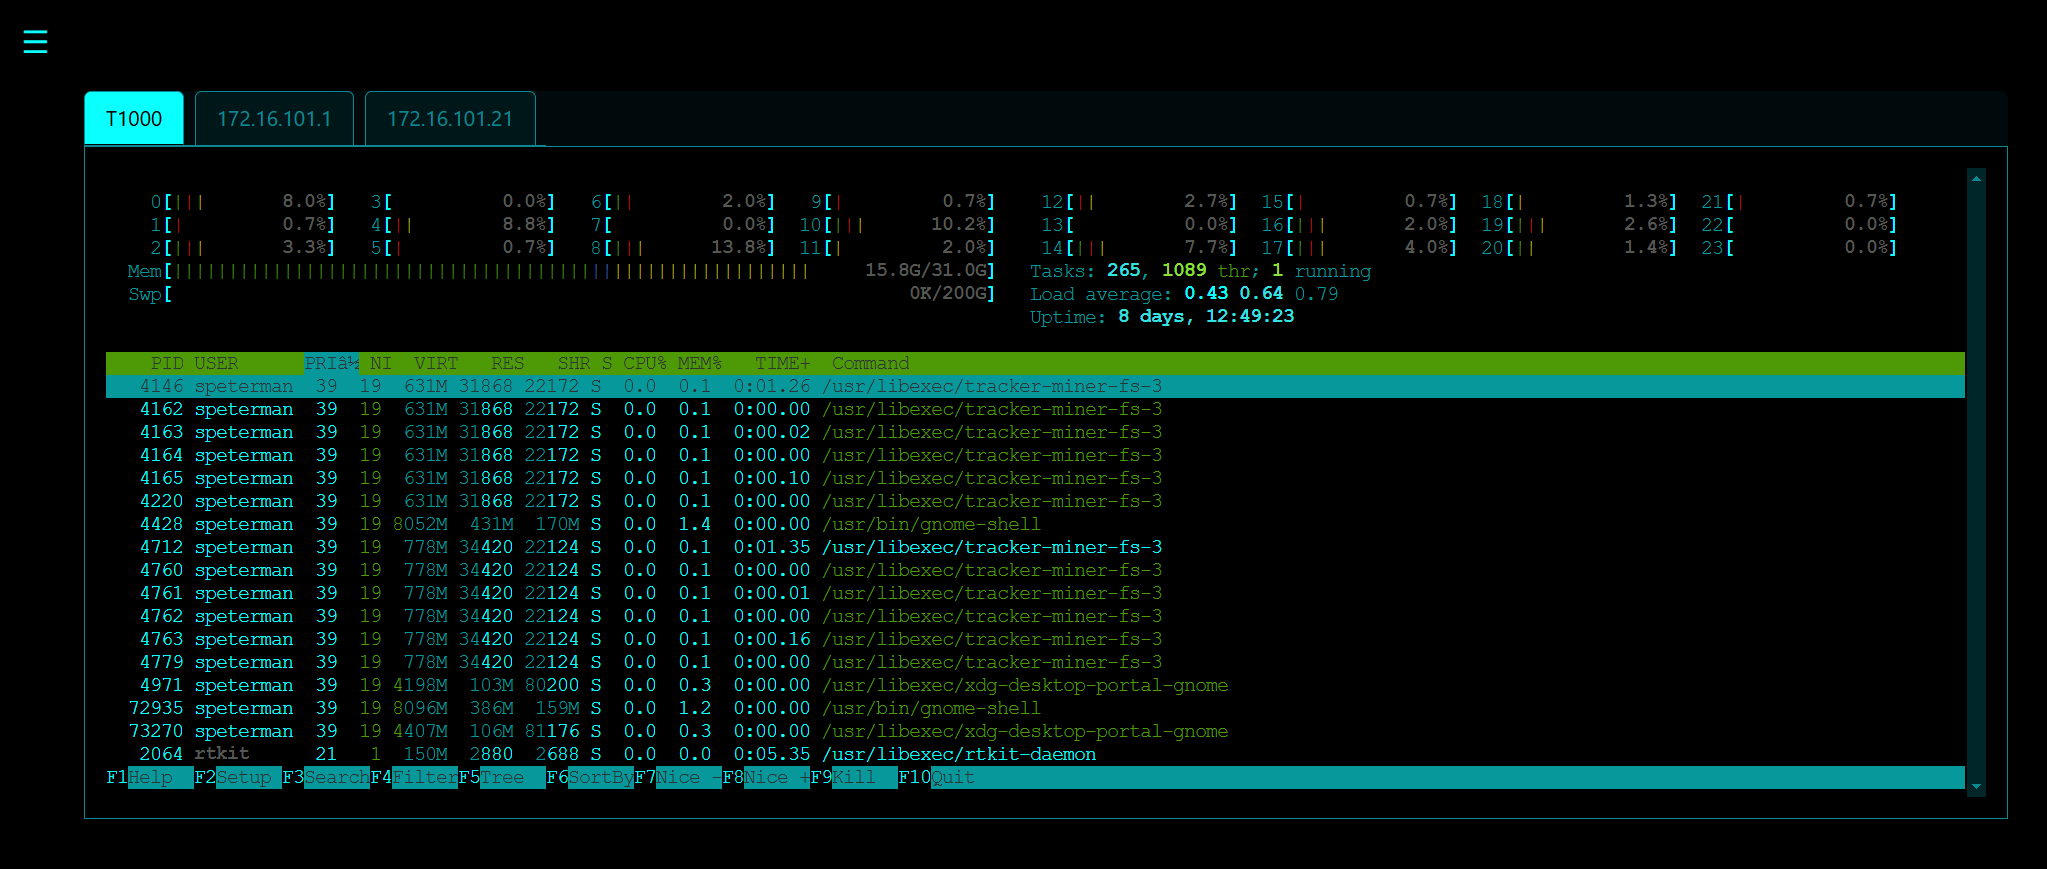 ☰
T1000 172.16.101.1 172.16.101.21
0[||| 8.0%] 3[ 0.0%] 6[|| 2.0%] 9[| 0.7%] 12[|| 2.7%] 15[| 0.7%] 18[| 1.3%] 21[| 0.7%]
1[| 0.7%] 4[|| 8.8%] 7[ 0.0%] 10[||| 10.2%] 13[ 0.0%] 16[||| 2.0%] 19[||| 2.6%] 22[ 0.0%]
2[||| 3.3%] 5[| 0.7%] 8[||| 13.8%] 11[| 2.0%] 14[||| 7.7%] 17[||| 4.0%] 20[|| 1.4%] 23[ 0.0%]
Mem[||||||||||||||||||||||||||||||||||||||||||||||||||||||||||| 15.8G/31.0G] Tasks: 265, 1089 thr; 1 running
Swp[ 0K/200G] Load average: 0.43 0.64 0.79
Uptime: 8 days, 12:49:23
PID USER PRIâ½ NI VIRT RES SHR S CPU% MEM% TIME+ Command
4146 speterman 39 19 631M 31868 22172 S 0.0 0.1 0:01.26 /usr/libexec/tracker-miner-fs-3
4162 speterman 39 19 631M 31868 22172 S 0.0 0.1 0:00.00 /usr/libexec/tracker-miner-fs-3
4163 speterman 39 19 631M 31868 22172 S 0.0 0.1 0:00.02 /usr/libexec/tracker-miner-fs-3
4164 speterman 39 19 631M 31868 22172 S 0.0 0.1 0:00.00 /usr/libexec/tracker-miner-fs-3
4165 speterman 39 19 631M 31868 22172 S 0.0 0.1 0:00.10 /usr/libexec/tracker-miner-fs-3
4220 speterman 39 19 631M 31868 22172 S 0.0 0.1 0:00.00 /usr/libexec/tracker-miner-fs-3
4428 speterman 39 19 8052M 431M 170M S 0.0 1.4 0:00.00 /usr/bin/gnome-shell
4712 speterman 39 19 778M 34420 22124 S 0.0 0.1 0:01.35 /usr/libexec/tracker-miner-fs-3
4760 speterman 39 19 778M 34420 22124 S 0.0 0.1 0:00.00 /usr/libexec/tracker-miner-fs-3
4761 speterman 39 19 778M 34420 22124 S 0.0 0.1 0:00.01 /usr/libexec/tracker-miner-fs-3
4762 speterman 39 19 778M 34420 22124 S 0.0 0.1 0:00.00 /usr/libexec/tracker-miner-fs-3
4763 speterman 39 19 778M 34420 22124 S 0.0 0.1 0:00.16 /usr/libexec/tracker-miner-fs-3
4779 speterman 39 19 778M 34420 22124 S 0.0 0.1 0:00.00 /usr/libexec/tracker-miner-fs-3
4971 speterman 39 19 4198M 103M 80200 S 0.0 0.3 0:00.00 /usr/libexec/xdg-desktop-portal-gnome
72935 speterman 39 19 8096M 386M 159M S 0.0 1.2 0:00.00 /usr/bin/gnome-shell
73270 speterman 39 19 4407M 106M 81176 S 0.0 0.3 0:00.00 /usr/libexec/xdg-desktop-portal-gnome
2064 rtkit 21 1 150M 2880 2688 S 0.0 0.0 0:05.35 /usr/libexec/rtkit-daemon
F1Help F2Setup F3SearchF4FilterF5Tree F6SortByF7Nice -F8Nice +F9Kill F10Quit